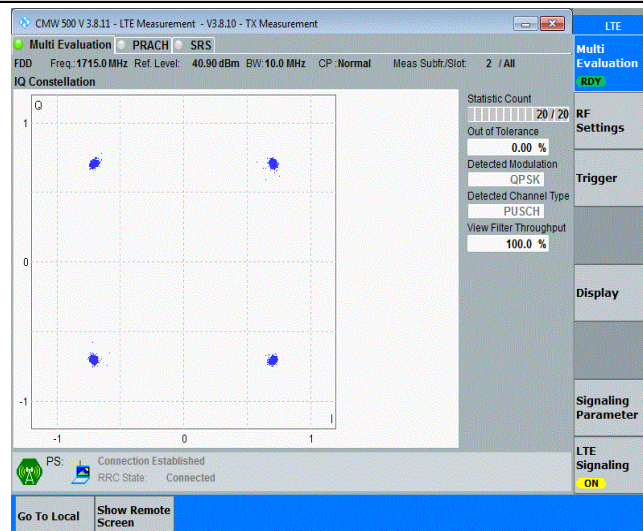 CMW 500 V 3.8.11 - LTE Measurement - V3.8.10 - TX Measurement
LTE
Multi Evaluation PRACH SRS
FDD Freq.:1715.0 MHz Ref. Level: 40.90 dBm BW:10.0 MHz CP :Normal Meas Subfr./Slot: 2 / All
IQ Constellation
Q
1
0
-1
-1 0 1
I
Statistic Count
20 / 20
Out of Tolerance
0.00 %
Detected Modulation
QPSK
Detected Channel Type
PUSCH
View Filter Throughput
100.0 %
PS: Connection Established
RRC State: Connected
Multi
Evaluation
RDY
RF
Settings
Trigger
Display
Signaling
Parameter
LTE
Signaling
ON
Go To Local
Show Remote
Screen